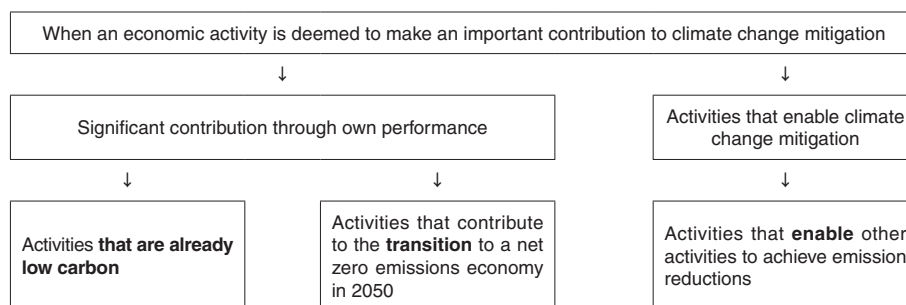 When an economic activity is deemed to make an important contribution to climate change mitigation
↓
↓
Significant contribution through own performance
Activities that enable climate
change mitigation
↓
↓
↓
Activities that are already
low carbon
Activities that contribute
to the transition to a net
zero emissions economy
in 2050
Activities that enable other
activities to achieve emission
reductions